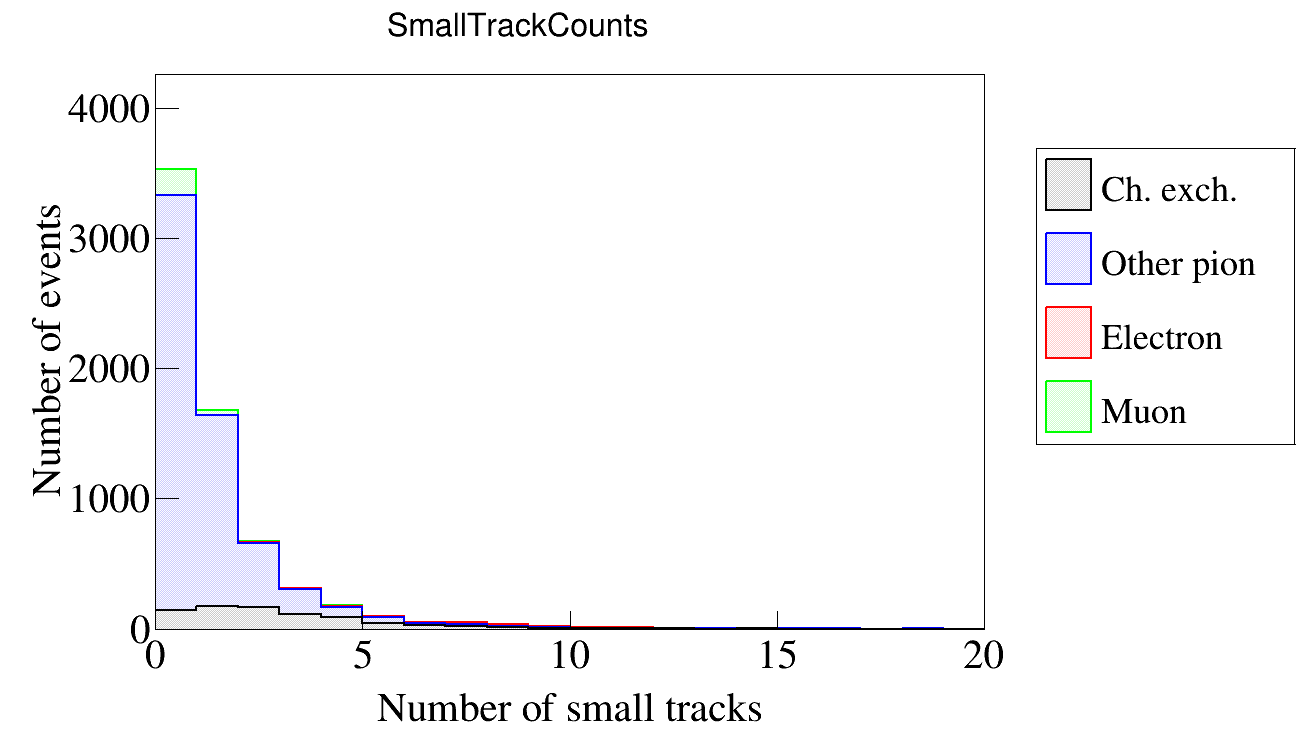 SmallTrackCounts
4000
3000
2000
1000
0
Number of events
0 5 10 15 20
Number of small tracks
Ch. exch.
Other pion
Electron
Muon